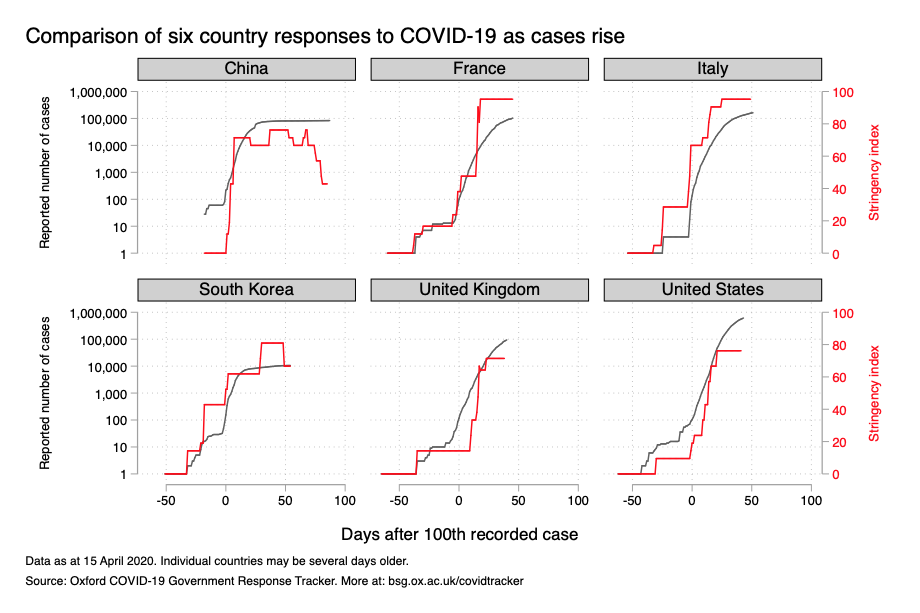 Comparison of six country responses to COVID-19 as cases rise
China
France
Italy
Reported number of cases
1,000,000
100,000
10,000
1,000
100
10
1
100
80
60
40
20
0
Stringency index
South Korea
United Kingdom
United States
Reported number of cases
1,000,000
100,000
10,000
1,000
100
10
1
100
80
60
40
20
0
Stringency index
-50 0 50 100
-50 0 50 100
-50 0 50 100
Days after 100th recorded case
Data as at 15 April 2020. Individual countries may be several days older.
Source: Oxford COVID-19 Government Response Tracker. More at: bsg.ox.ac.uk/covidtracker